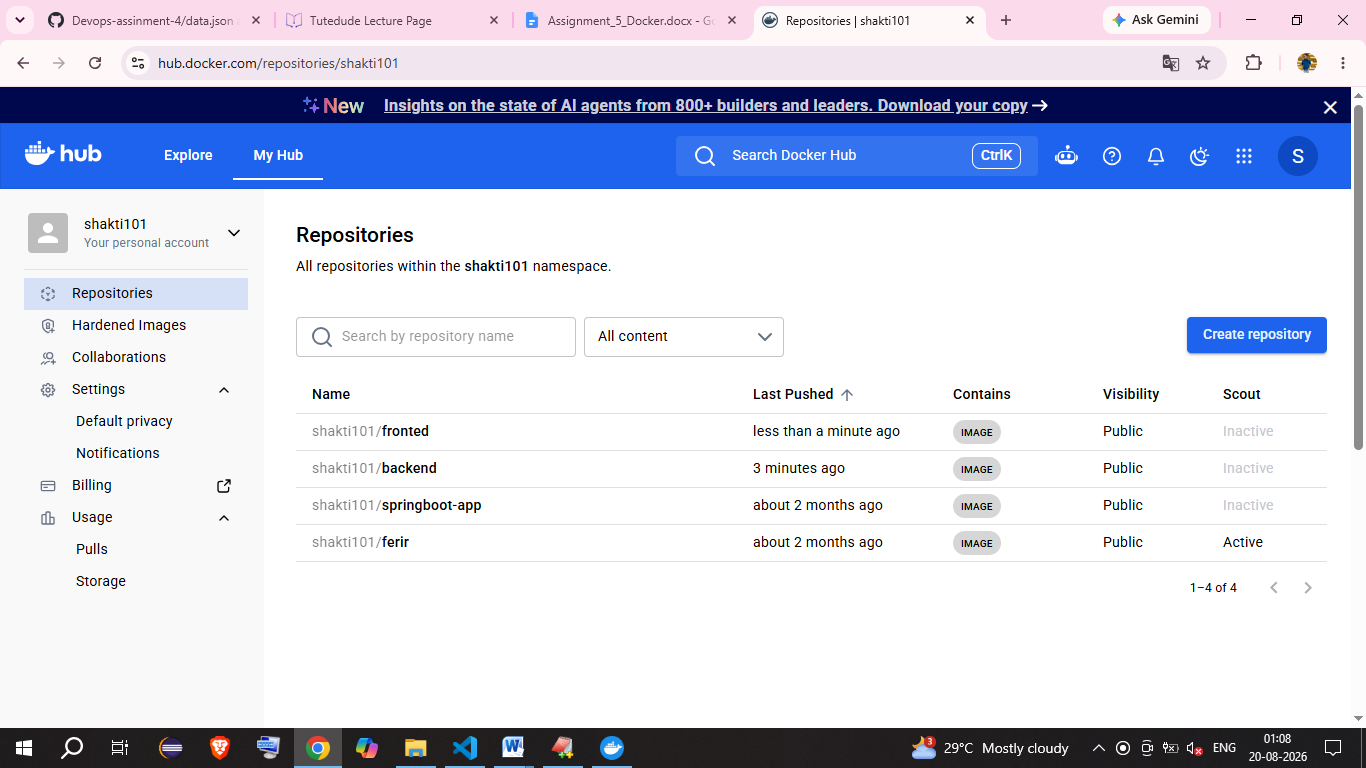 Devops-assinment-4/data.json
Tutedude Lecture Page
Assignment_5_Docker.docx - Go
Repositories | shakti101
Ask Gemini
hub.docker.com/repositories/shakti101
New Insights on the state of AI agents from 800+ builders and leaders. Download your copy →
hub
Explore
My Hub
Search Docker Hub
CtrlK
S
shakti101
Your personal account
Repositories
Hardened Images
Collaborations
Settings
Default privacy
Notifications
Billing
Usage
Pulls
Storage
Repositories
All repositories within the shakti101 namespace.
Search by repository name
All content
Create repository
Name Last Pushed Contains Visibility Scout
shakti101/fronted less than a minute ago IMAGE Public Inactive
shakti101/backend 3 minutes ago IMAGE Public Inactive
shakti101/springboot-app about 2 months ago IMAGE Public Inactive
shakti101/ferir about 2 months ago IMAGE Public Active
1–4 of 4
3
29°C Mostly cloudy
ENG
01:08
20-08-2026